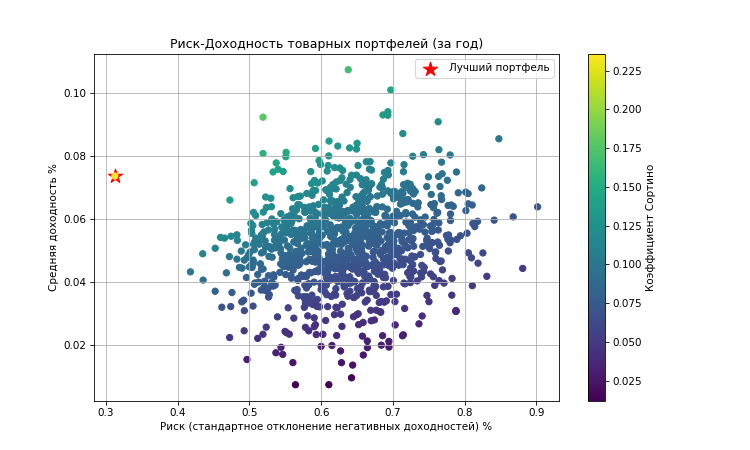 Риск-Доходность товарных портфелей (за год)
Лучший портфель
Средняя доходность %
0.10
0.08
0.06
0.04
0.02
0.3 0.4 0.5 0.6 0.7 0.8 0.9
Риск (стандартное отклонение негативных доходностей) %
0.225
0.200
0.175
0.150
0.125
0.100
0.075
0.050
0.025
Коэффициент Сортино